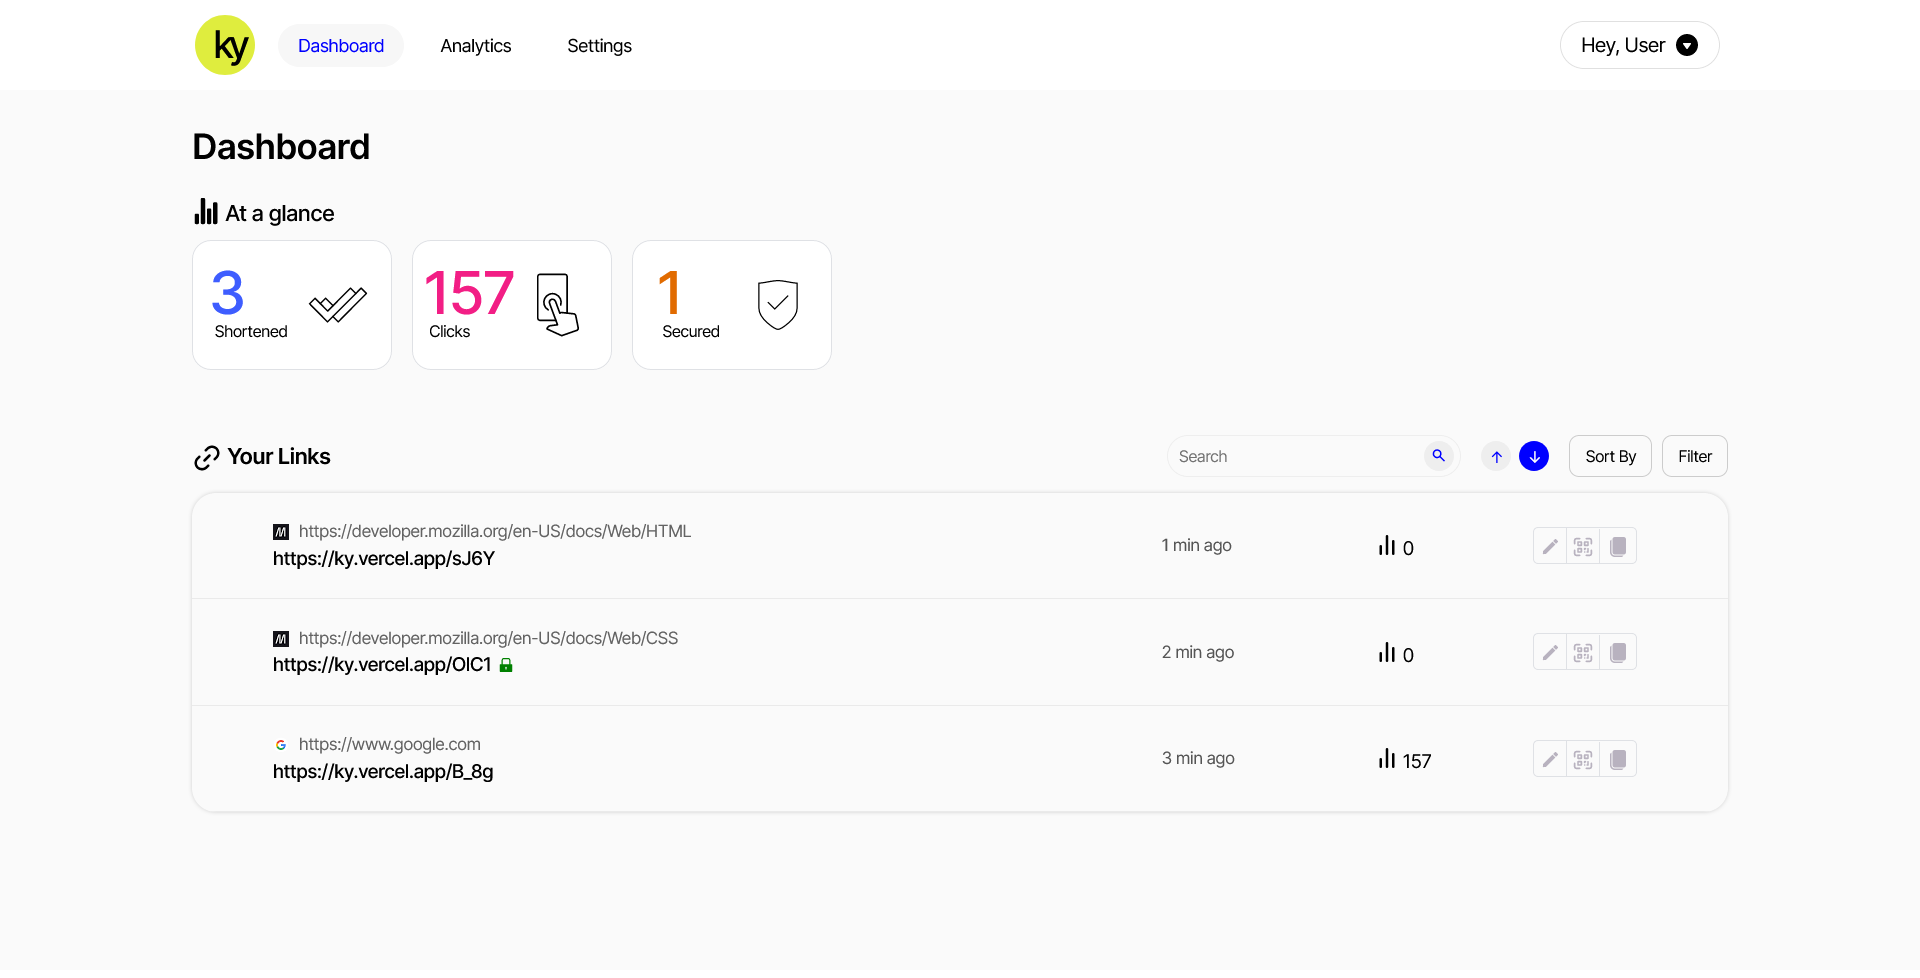 ky
Dashboard
Analytics
Settings
Hey, User
Dashboard
At a glance
3
Shortened
157
Clicks
1
Secured
Your Links
Search
Sort By
Filter
https://developer.mozilla.org/en-US/docs/Web/HTML
https://ky.vercel.app/sJ6Y
1 min ago
0
https://developer.mozilla.org/en-US/docs/Web/CSS
https://ky.vercel.app/OlC1
2 min ago
0
https://www.google.com
https://ky.vercel.app/B_8g
3 min ago
157